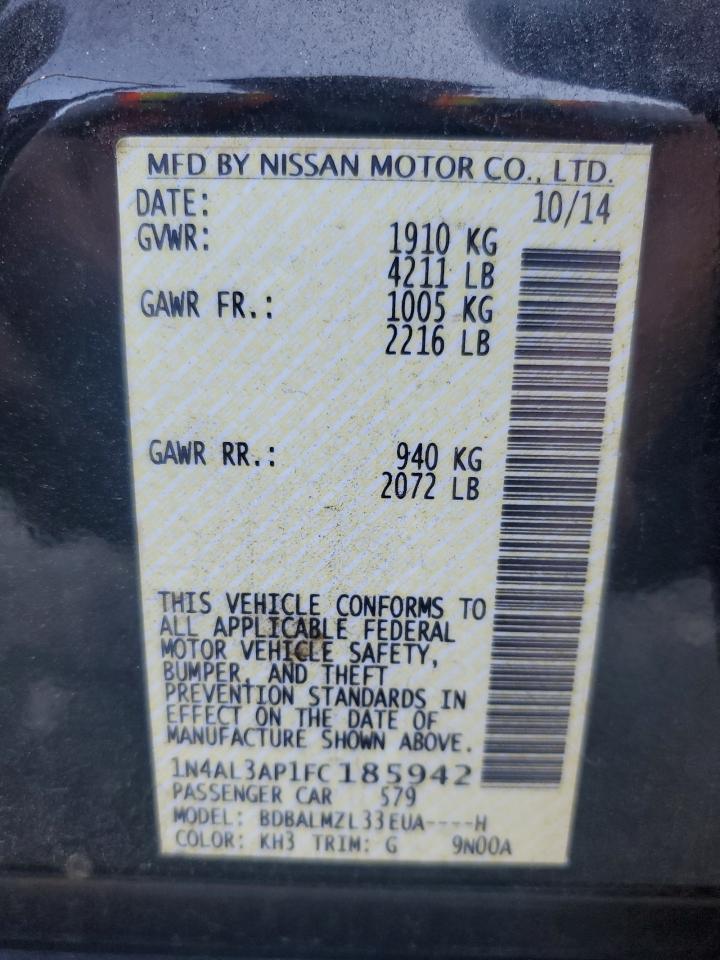 MFD BY NISSAN MOTOR CO., LTD.
DATE: 10/14
GVWR: 1910 KG
4211 LB
GAWR FR.: 1005 KG
2216 LB
GAWR RR.: 940 KG
2072 LB
THIS VEHICLE CONFORMS TO
ALL APPLICABLE FEDERAL
MOTOR VEHICLE SAFETY,
BUMPER, AND THEFT
PREVENTION STANDARDS IN
EFFECT ON THE DATE OF
MANUFACTURE SHOWN ABOVE.
1N4AL3AP1FC185942
PASSENGER CAR 579
MODEL: BDBALMZL33EUA----H
COLOR: KH3 TRIM: G 9N00A